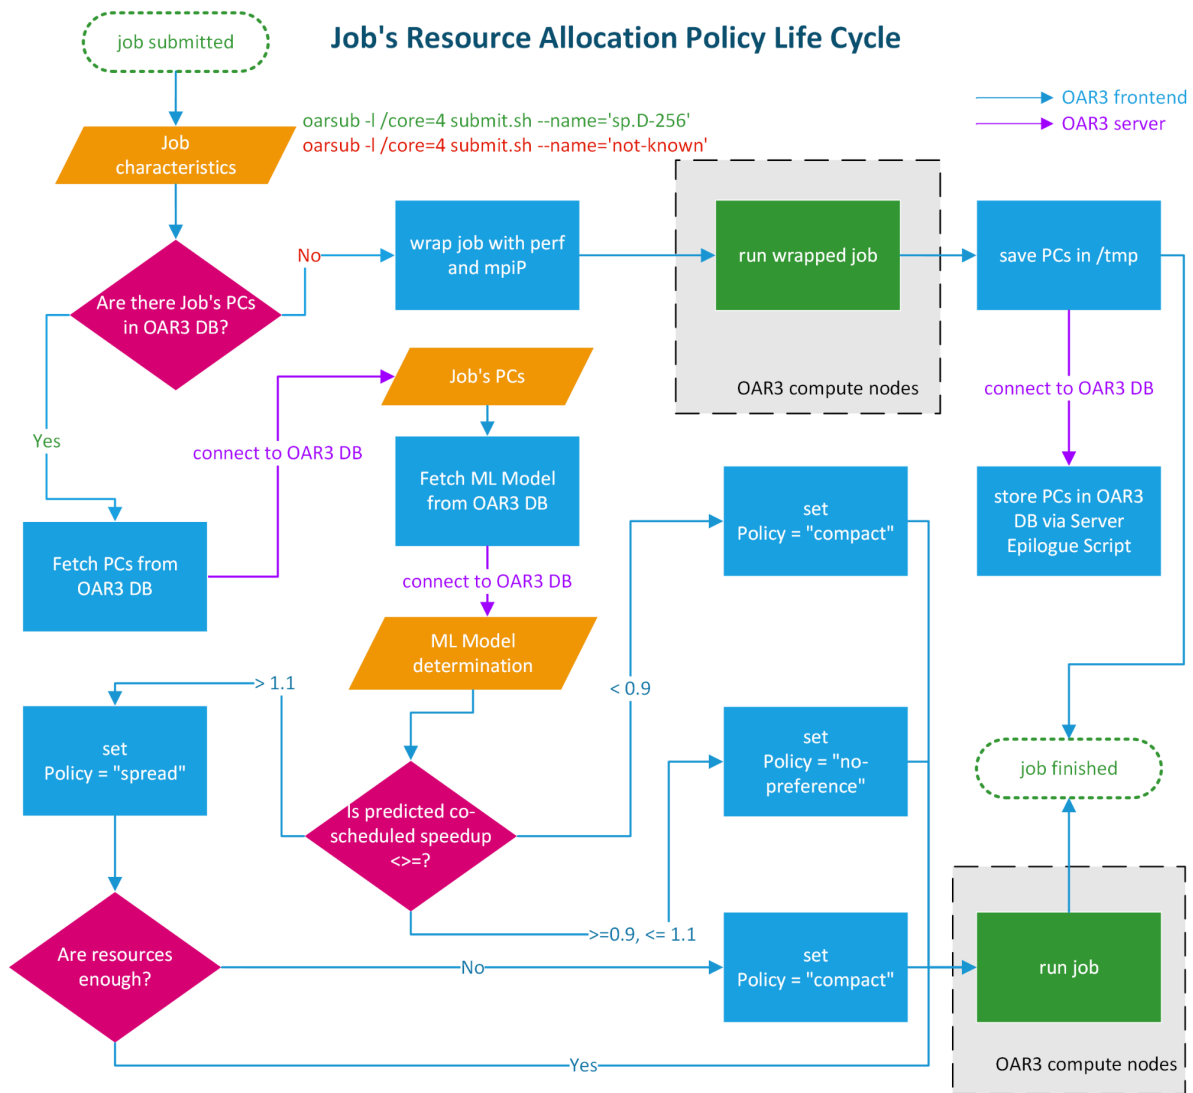 job submitted
Job's Resource Allocation Policy Life Cycle
OAR3 frontend
OAR3 server
oarsub -l /core=4 submit.sh --name='sp.D-256'
oarsub -l /core=4 submit.sh --name='not-known'
Job
characteristics
Are there Job's PCs
in OAR3 DB?
No
wrap job with perf
and mpiP
run wrapped job
OAR3 compute nodes
save PCs in /tmp
connect to OAR3 DB
store PCs in OAR3
DB via Server
Epilogue Script
Yes
Fetch PCs from
OAR3 DB
connect to OAR3 DB
Job's PCs
Fetch ML Model
from OAR3 DB
connect to OAR3 DB
ML Model
determination
Is predicted co-
scheduled speedup
<>=?
< 0.9
set
Policy = "compact"
>=0.9, <= 1.1
set
Policy = "no-
preference"
> 1.1
set
Policy = "spread"
Are resources
enough?
No
set
Policy = "compact"
Yes
run job
OAR3 compute nodes
job finished